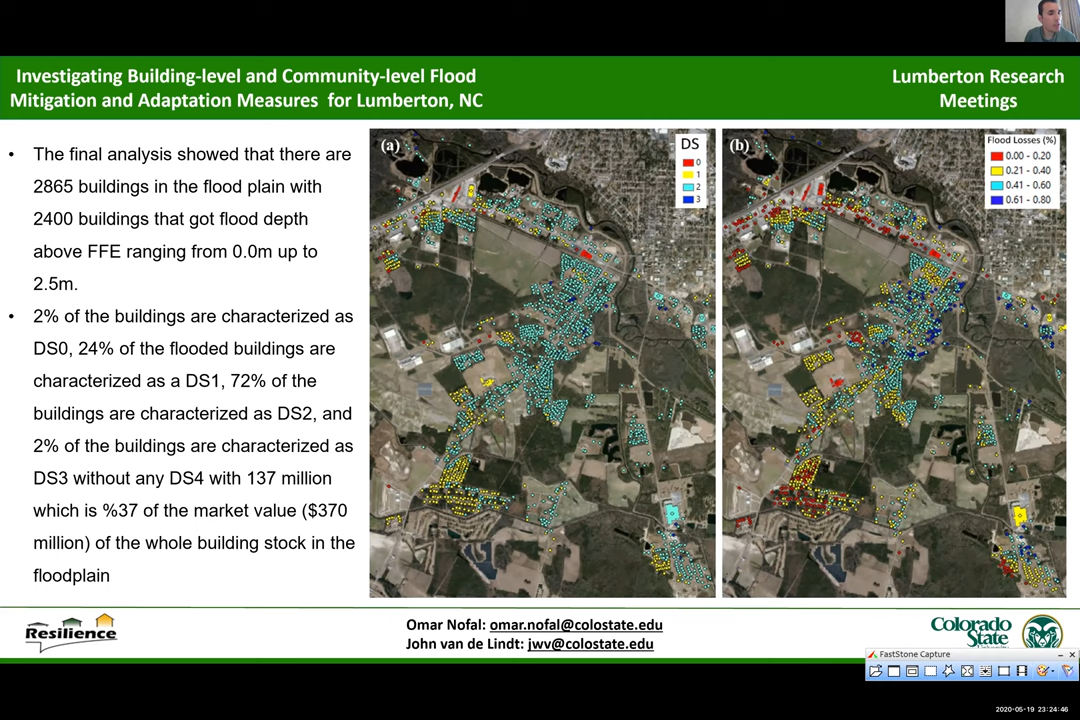 Investigating Building-level and Community-level Flood
Mitigation and Adaptation Measures for Lumberton, NC
Lumberton Research
Meetings
• The final analysis showed that there are
2865 buildings in the flood plain with
2400 buildings that got flood depth
above FFE ranging from 0.0m up to
2.5m.
• 2% of the buildings are characterized as
DS0, 24% of the flooded buildings are
characterized as a DS1, 72% of the
buildings are characterized as DS2, and
2% of the buildings are characterized as
DS3 without any DS4 with 137 million
which is %37 of the market value ($370
million) of the whole building stock in the
floodplain
(a)
DS
0
1
2
3
(b)
Flood Losses (%)
0.00 - 0.20
0.21 - 0.40
0.41 - 0.60
0.61 - 0.80
Resilience
Omar Nofal: omar.nofal@colostate.edu
John van de Lindt: jwv@colostate.edu
Colorado
State
FastStone Capture
2020-05-19 23:24:46